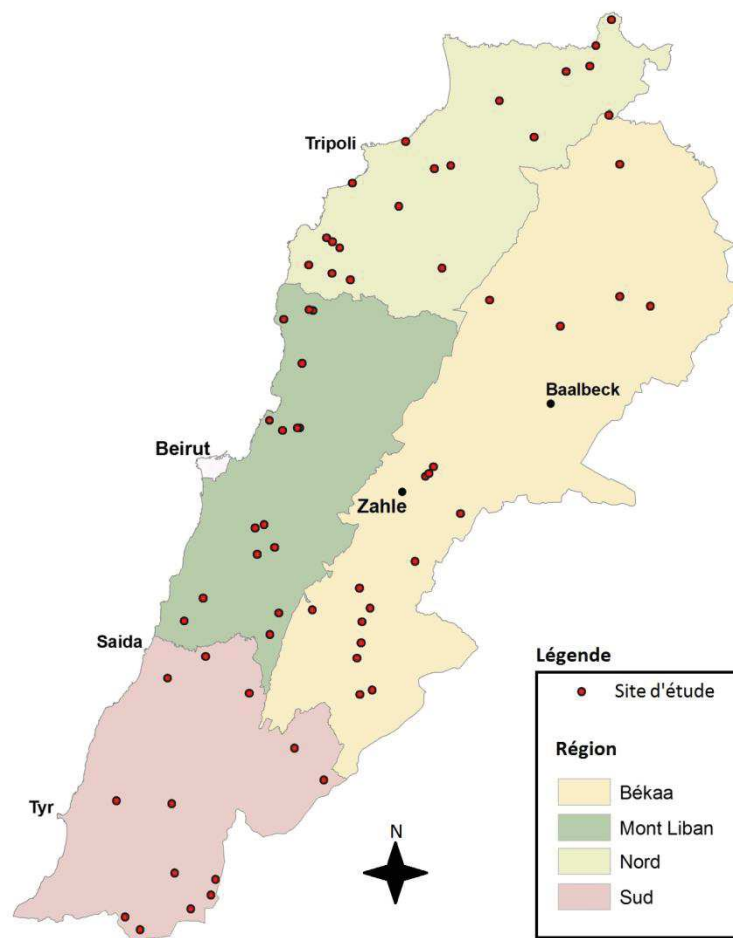 Tripoli
Baalbeck
Beirut
Zahle
Saida
Tyr
N
Légende
Site d'étude
Région
Békaa
Mont Liban
Nord
Sud